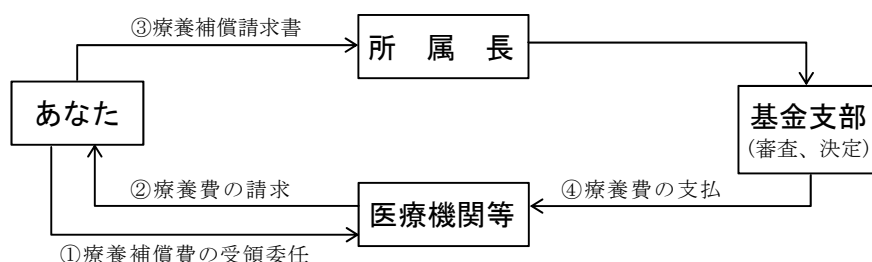 ③療養補償請求書
所　属　長
あなた
基金支部
(審査、決定)
②療養費の請求
④療養費の支払
医療機関等
①療養補償費の受領委任